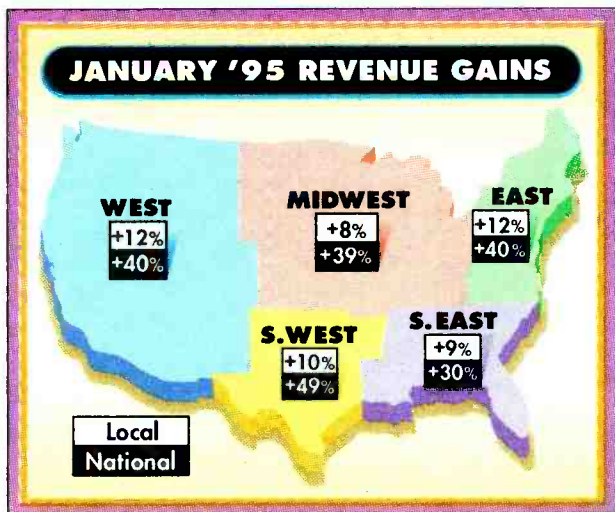 JANUARY '95 REVENUE GAINS
WEST
+12%
+40%
MIDWEST
+8%
+39%
EAST
+12%
+40%
S.WEST
+10%
+49%
S.EAST
+9%
+30%
Local
National